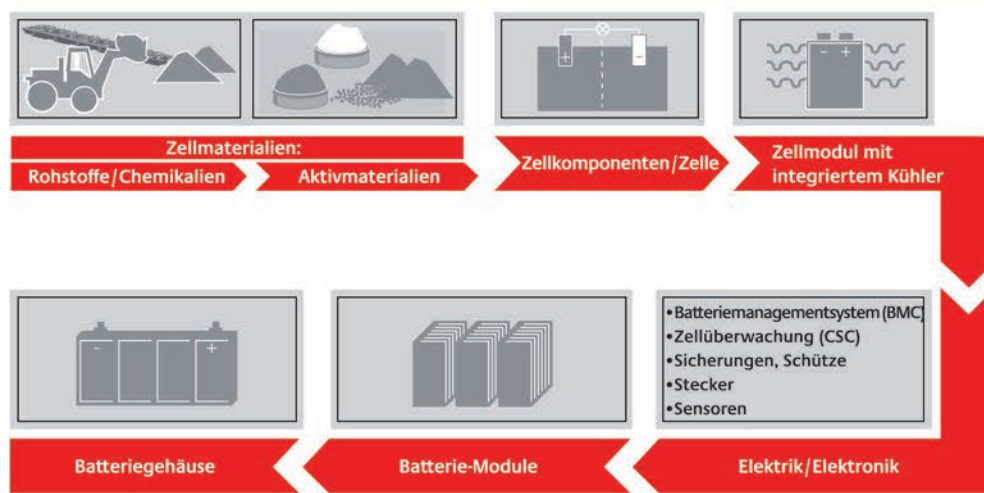 Zellmaterialien:
Rohstoffe/Chemikalien
Aktivmaterialien
+
-
Zellkomponenten/Zelle
- +
Zellmodul mit
integriertem Kühler
•Batteriemanagementsystem (BMC)
•Zellüberwachung (CSC)
•Sicherungen, Schütze
•Stecker
•Sensoren
Elektrik/Elektronik
Batterie-Module
- +
Batteriegehäuse